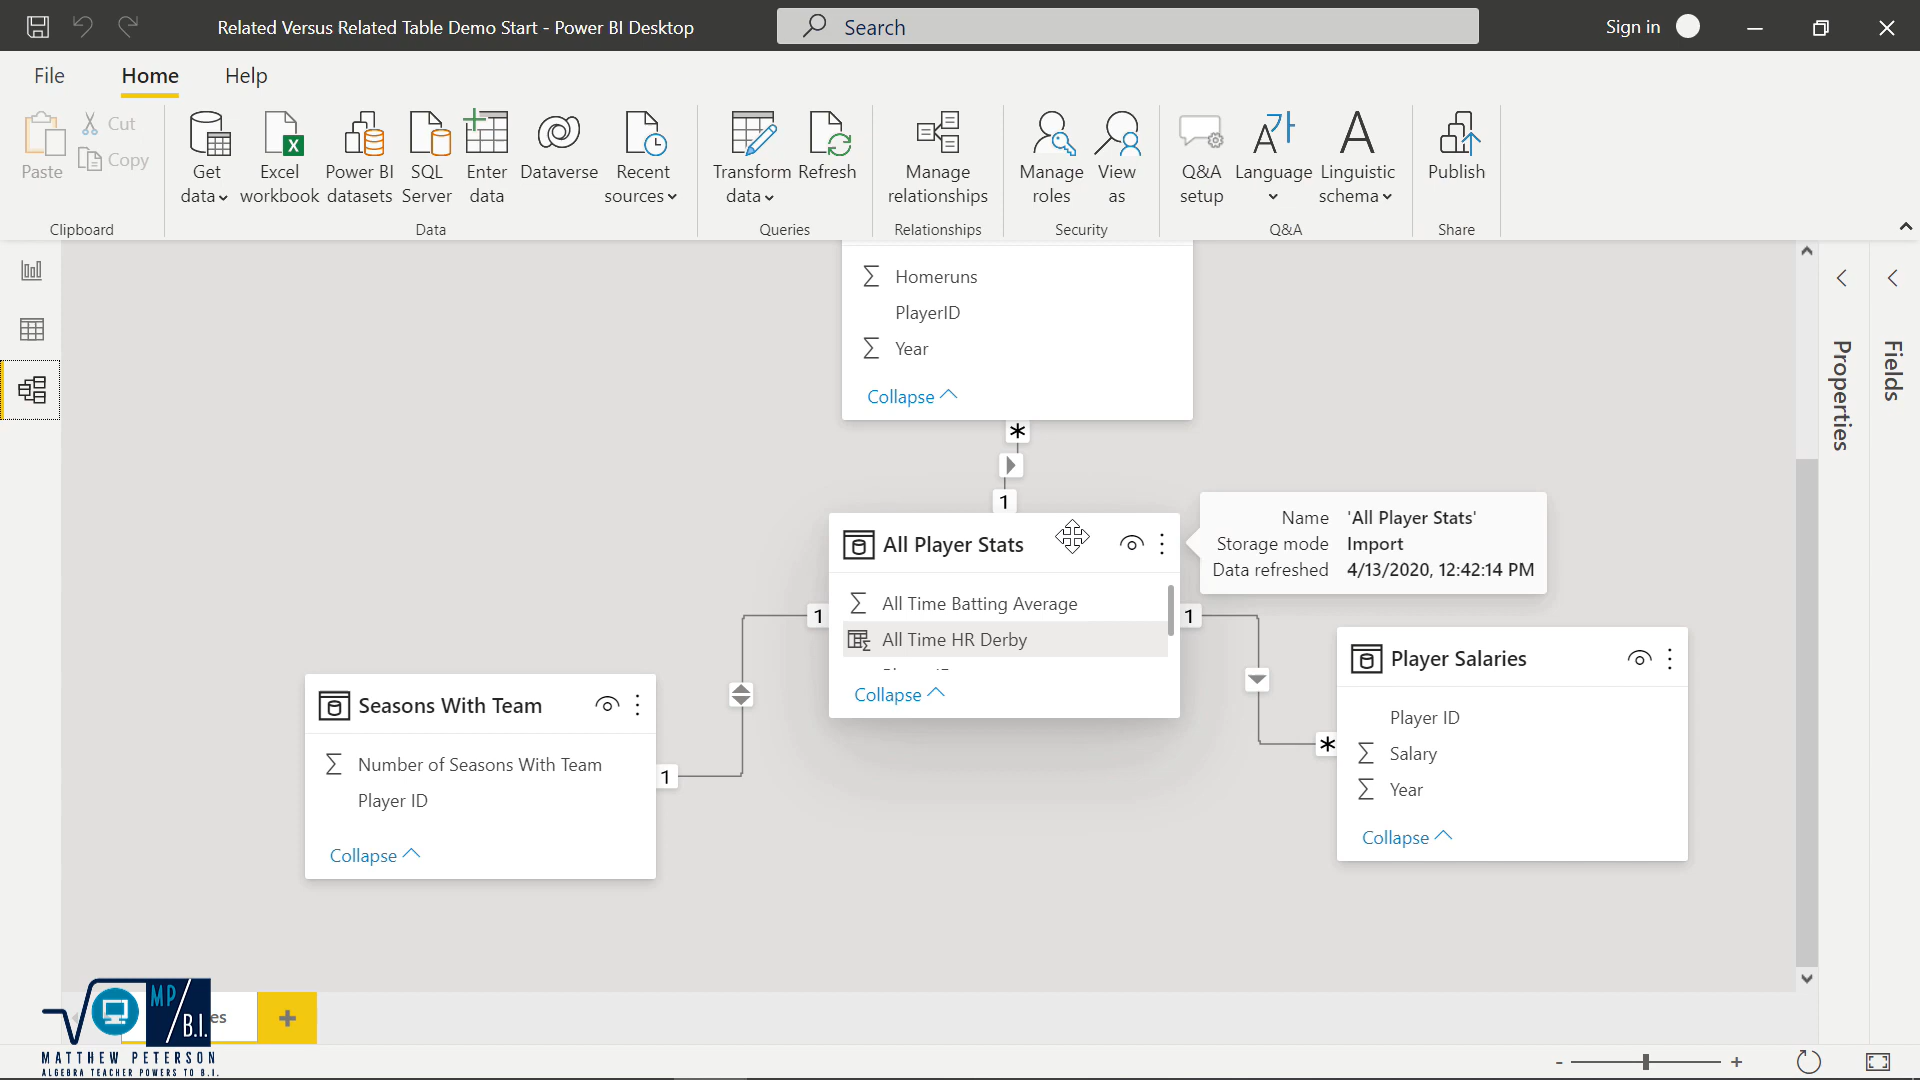 Related Versus Related Table Demo Start - Power BI Desktop
Search
Sign in
File
Home
Help
Paste
Cut
Copy
Clipboard
Get data
Excel workbook
Power BI datasets
SQL Server
Enter data
Dataverse
Recent sources
Data
Transform data
Refresh
Queries
Manage relationships
Relationships
Manage roles
View as
Security
Q&A setup
Language
Linguistic schema
Q&A
Publish
Share
Σ Homeruns
PlayerID
Σ Year
Collapse
*
1
All Player Stats
Σ All Time Batting Average
All Time HR Derby
Collapse
Name 'All Player Stats'
Storage mode Import
Data refreshed 4/13/2020, 12:42:14 PM
1
1
Seasons With Team
Σ Number of Seasons With Team
Player ID
Collapse
1
Player Salaries
Player ID
Σ Salary
Σ Year
Collapse
*
Properties
Fields
es
+
MP
B.I.
MATTHEW PETERSON
ALGEBRA TEACHER POWERS TO B.I.
- +